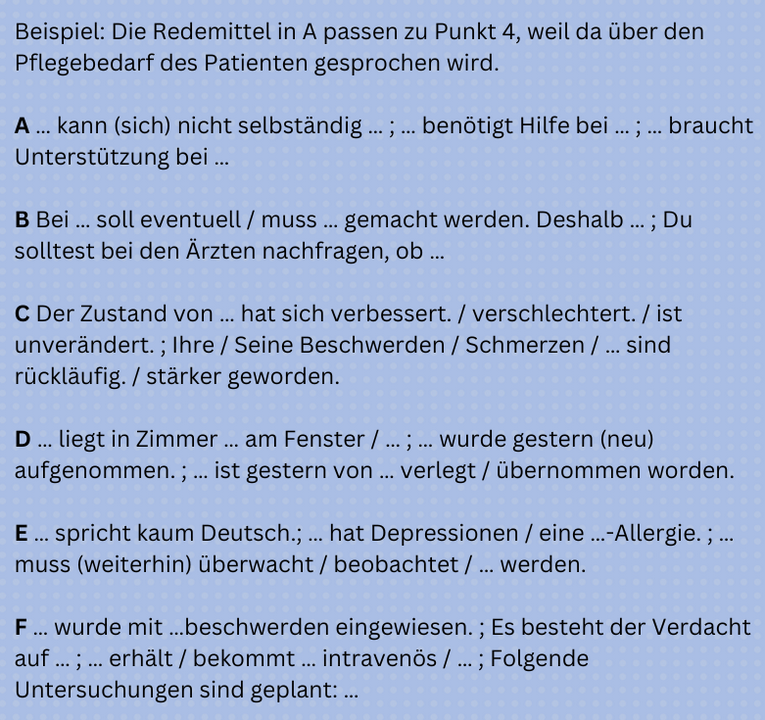 Beispiel: Die Redemittel in A passen zu Punkt 4, weil da über den
Pflegebedarf des Patienten gesprochen wird.
A ... kann (sich) nicht selbständig ... ; ... benötigt Hilfe bei ... ; ... braucht
Unterstützung bei ...
B Bei ... soll eventuell / muss ... gemacht werden. Deshalb ... ; Du
solltest bei den Ärzten nachfragen, ob ...
C Der Zustand von ... hat sich verbessert. / verschlechtert. / ist
unverändert. ; Ihre / Seine Beschwerden / Schmerzen / ... sind
rückläufig. / stärker geworden.
D ... liegt in Zimmer ... am Fenster / ... ; ... wurde gestern (neu)
aufgenommen. ; ... ist gestern von ... verlegt / übernommen worden.
E ... spricht kaum Deutsch.; ... hat Depressionen / eine ...-Allergie. ; ...
muss (weiterhin) überwacht / beobachtet / ... werden.
F ... wurde mit ...beschwerden eingewiesen. ; Es besteht der Verdacht
auf ... ; ... erhält / bekommt ... intravenös / ... ; Folgende
Untersuchungen sind geplant: ...